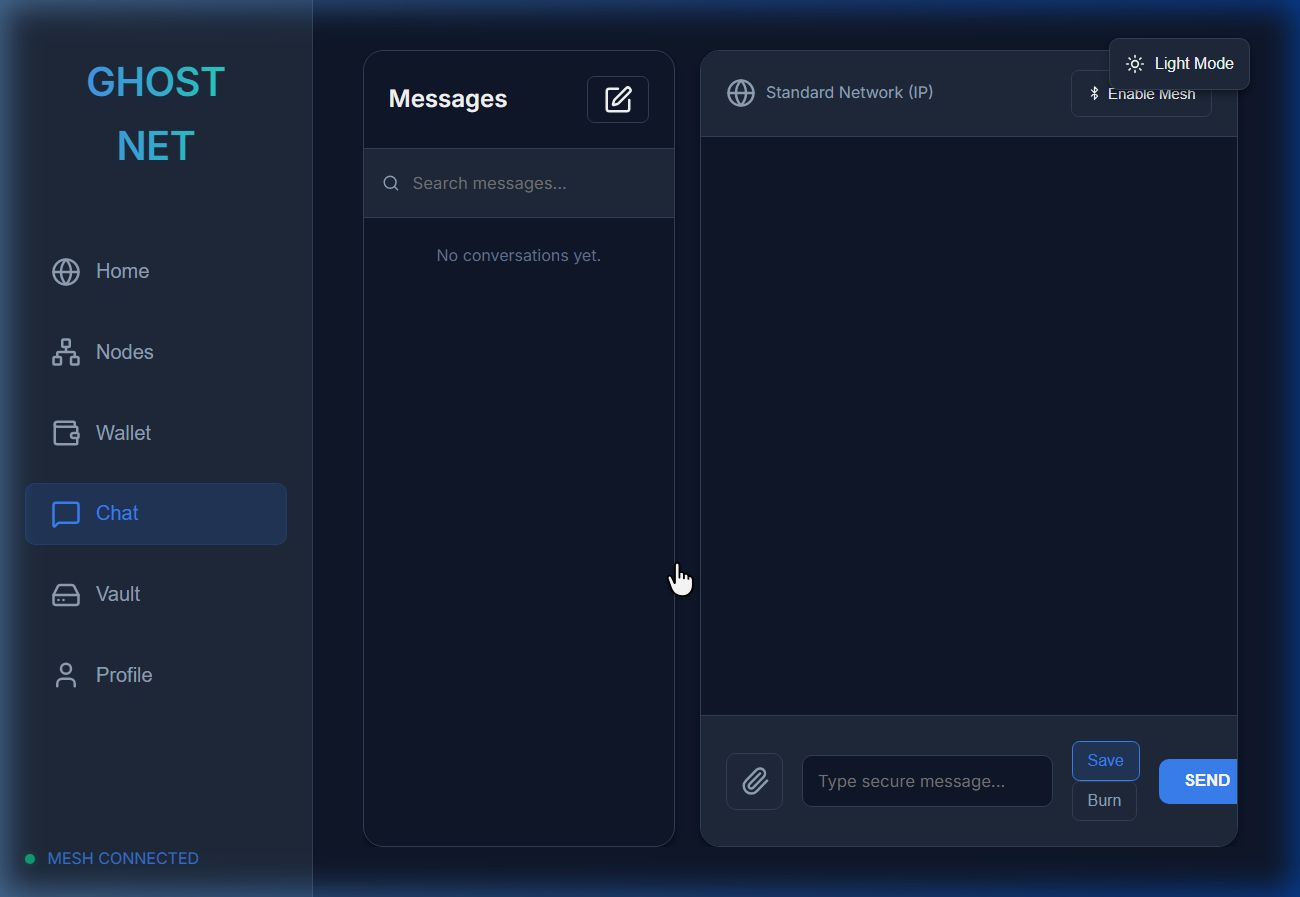 GHOST
NET
Home
Nodes
Wallet
Chat
Vault
Profile
MESH CONNECTED
Messages
Search messages...
No conversations yet.
Standard Network (IP)
Light Mode
Enable Mesh
Type secure message...
Save
Burn
SEND